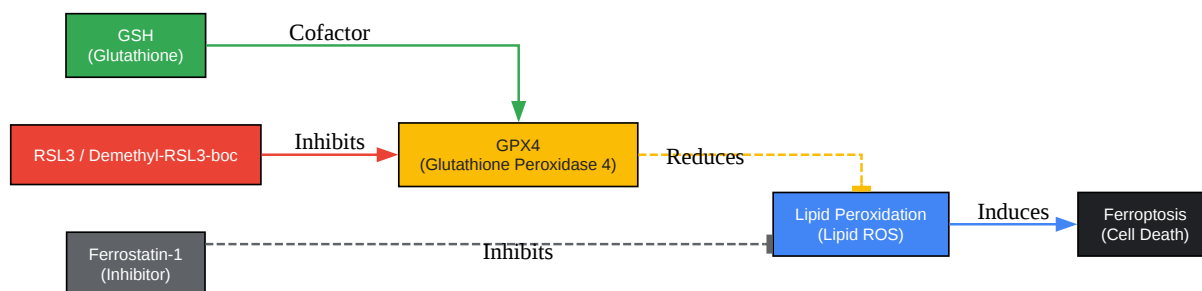 GSH
(Glutathione)
Cofactor
RSL3 / Demethyl-RSL3-boc
Inhibits
GPX4
(Glutathione Peroxidase 4)
Reduces
Lipid Peroxidation
(Lipid ROS)
Induces
Ferroptosis
(Cell Death)
Ferrostatin-1
(Inhibitor)
Inhibits